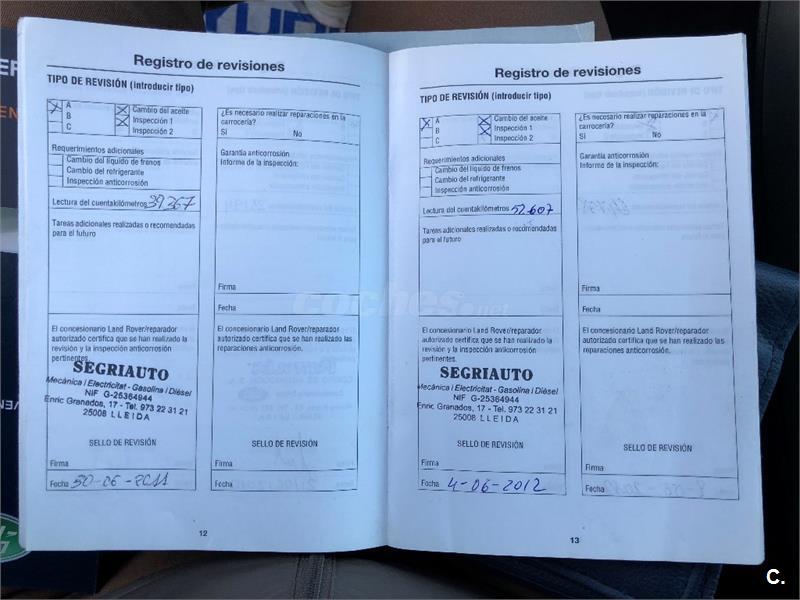 Registro de revisiones
TIPO DE REVISIÓN (introducir tipo)
A
B
C
Cambio del aceite
Inspección 1
Inspección 2
Requerimientos adicionales
Cambio del líquido de frenos
Cambio del refrigerante
Inspección anticorrosión
Lectura del cuentakilómetros 39,267
Tareas adicionales realizadas o recomendadas
para el futuro
El concesionario Land Rover/reparador
autorizado certifica que se han realizado la
revisión y la inspección anticorrosión
pertinentes.
SEGRIAUTO
Mecánica i Electricitat - Gasolina i Dièsel
NIF G-25364944
Enric Granados, 17 - Tel. 973 22 31 21
25008 LLEIDA
SELLO DE REVISIÓN
Firma
Fecha 30-06-2011
¿Es necesario realizar reparaciones en la
carrocería?
Sí No
Garantía anticorrosión
Informe de la inspección:
Firma
Fecha
El concesionario Land Rover/reparador
autorizado certifica que se han realizado las
reparaciones anticorrosión.
SELLO DE REVISIÓN
Firma
Fecha
12
Registro de revisiones
TIPO DE REVISIÓN (introducir tipo)
A
B
C
Cambio del aceite
Inspección 1
Inspección 2
Requerimientos adicionales
Cambio del líquido de frenos
Cambio del refrigerante
Inspección anticorrosión
Lectura del cuentakilómetros 52.607
Tareas adicionales realizadas o recomendadas
para el futuro
El concesionario Land Rover/reparador
autorizado certifica que se han realizado la
revisión y la inspección anticorrosión
pertinentes.
SEGRIAUTO
Mecànica i Electricitat - Gasolina i Dièsel
NIF G-25364944
Enric Granados, 17 - Tel. 973 22 31 21
25008 LLEIDA
SELLO DE REVISIÓN
Firma
Fecha 4-06-2012
¿Es necesario realizar reparaciones en la
carrocería?
Sí No
Garantía anticorrosión
Informe de la inspección:
Firma
Fecha
El concesionario Land Rover/reparador
autorizado certifica que se han realizado las
reparaciones anticorrosión.
SELLO DE REVISIÓN
Firma
Fecha
13
coches.net
C.